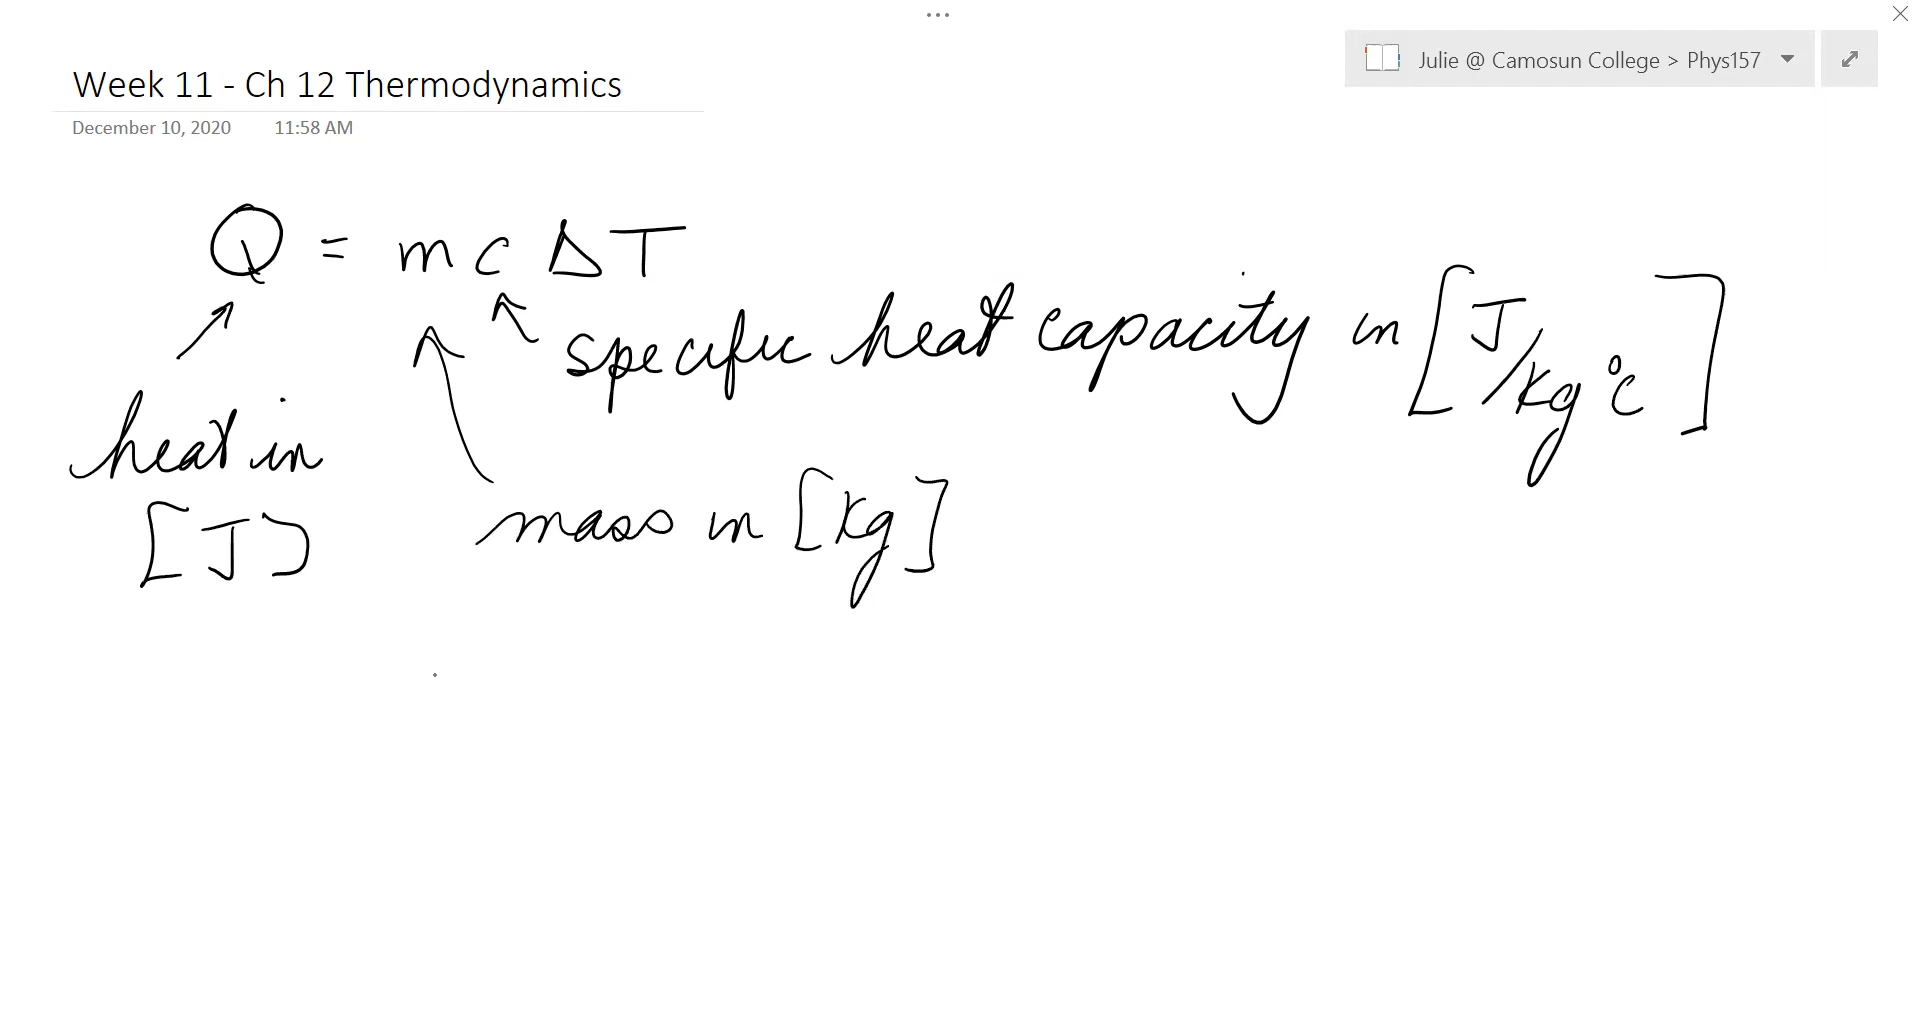 Julie @ Camosun College > Phys157
Week 11 - Ch 12 Thermodynamics
December 10, 2020 11:58 AM
Q = m c Δ T
specific heat capacity in [J/kg °C]
heat in
[J]
mass in [kg]